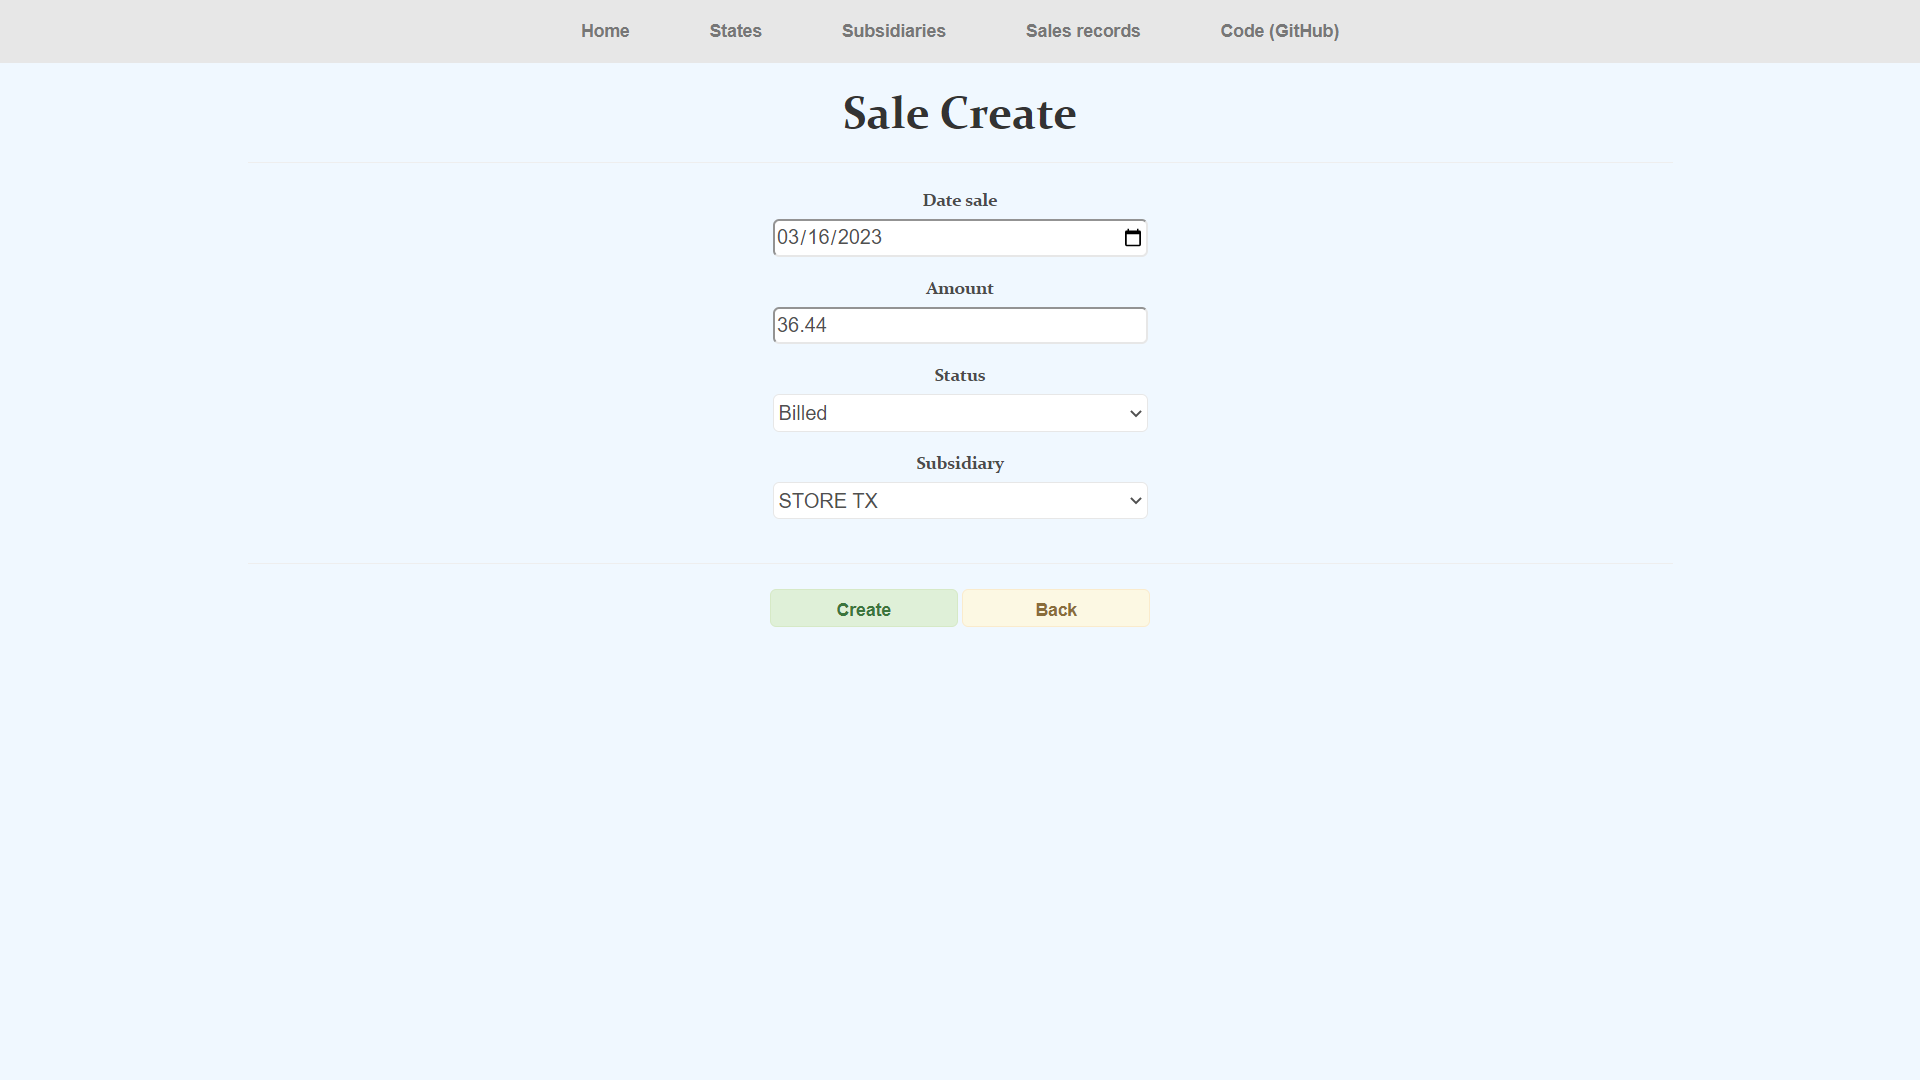 Home States Subsidiaries Sales records Code (GitHub)
Sale Create
Date sale
03/16/2023
Amount
36.44
Status
Billed
Subsidiary
STORE TX
Create Back